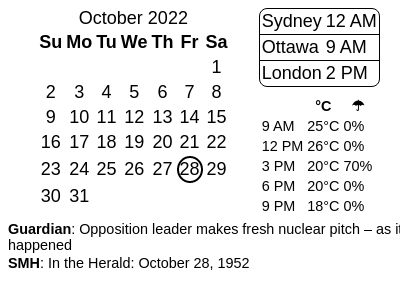 October 2022
Su Mo Tu We Th Fr Sa
1
2 3 4 5 6 7 8
9 10 11 12 13 14 15
16 17 18 19 20 21 22
23 24 25 26 27 28 29
30 31
Sydney 12 AM
Ottawa 9 AM
London 2 PM
°C ☂
9 AM 25°C 0%
12 PM 26°C 0%
3 PM 20°C 70%
6 PM 20°C 0%
9 PM 18°C 0%
Guardian: Opposition leader makes fresh nuclear pitch – as it
happened
SMH: In the Herald: October 28, 1952